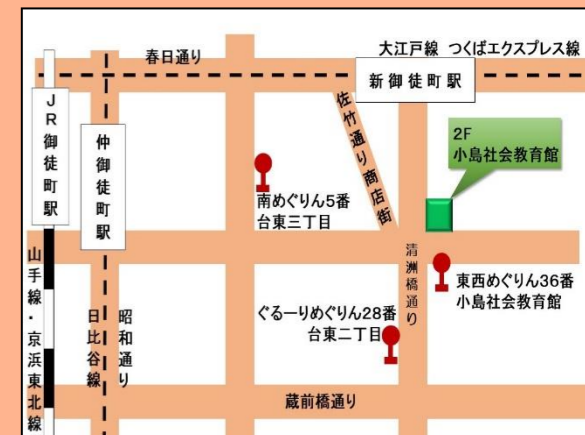 春日通り
大江戸線 つくばエクスプレス線
新御徒町駅
JR御徒町駅
仲御徒町駅
佐竹通り商店街
2F
小島社会教育館
南めぐりん5番
台東三丁目
清洲橋通り
東西めぐりん36番
小島社会教育館
ぐるーりめぐりん28番
台東二丁目
山手線・京浜東北線
日比谷線
昭和通り
蔵前橋通り